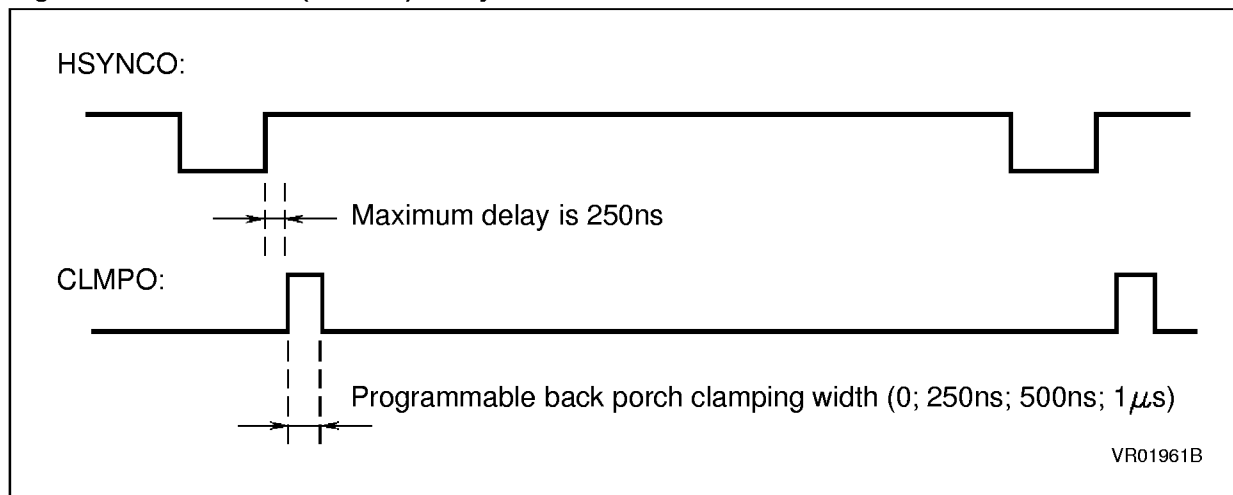 HSYNCO:
Maximum delay is 250ns
CLMPO:
Programmable back porch clamping width (0; 250ns; 500ns; 1μs)
VR01961B